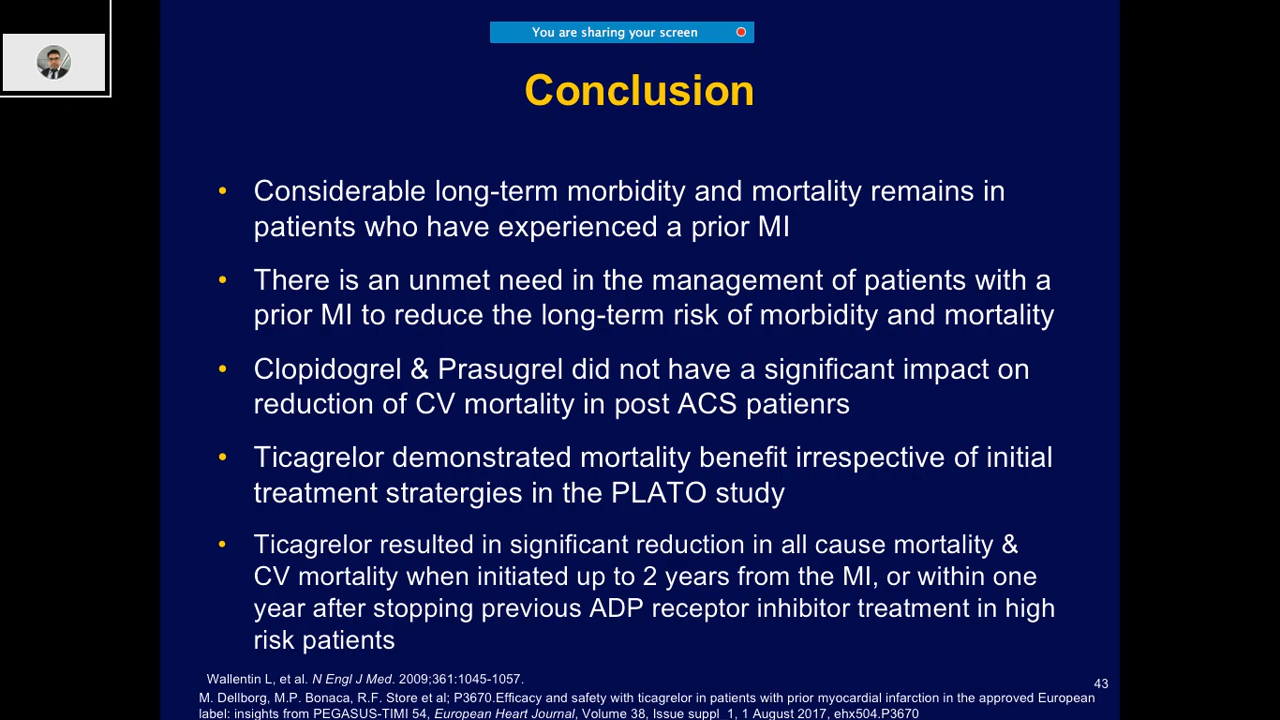 You are sharing your screen
Conclusion
• Considerable long-term morbidity and mortality remains in
patients who have experienced a prior MI
• There is an unmet need in the management of patients with a
prior MI to reduce the long-term risk of morbidity and mortality
• Clopidogrel & Prasugrel did not have a significant impact on
reduction of CV mortality in post ACS patienrs
• Ticagrelor demonstrated mortality benefit irrespective of initial
treatment stratergies in the PLATO study
• Ticagrelor resulted in significant reduction in all cause mortality &
CV mortality when initiated up to 2 years from the MI, or within one
year after stopping previous ADP receptor inhibitor treatment in high
risk patients
Wallentin L, et al. N Engl J Med. 2009;361:1045-1057.
43
M. Dellborg, M.P. Bonaca, R.F. Store et al; P3670.Efficacy and safety with ticagrelor in patients with prior myocardial infarction in the approved European
label: insights from PEGASUS-TIMI 54, European Heart Journal, Volume 38, Issue suppl_1, 1 August 2017, ehx504.P3670